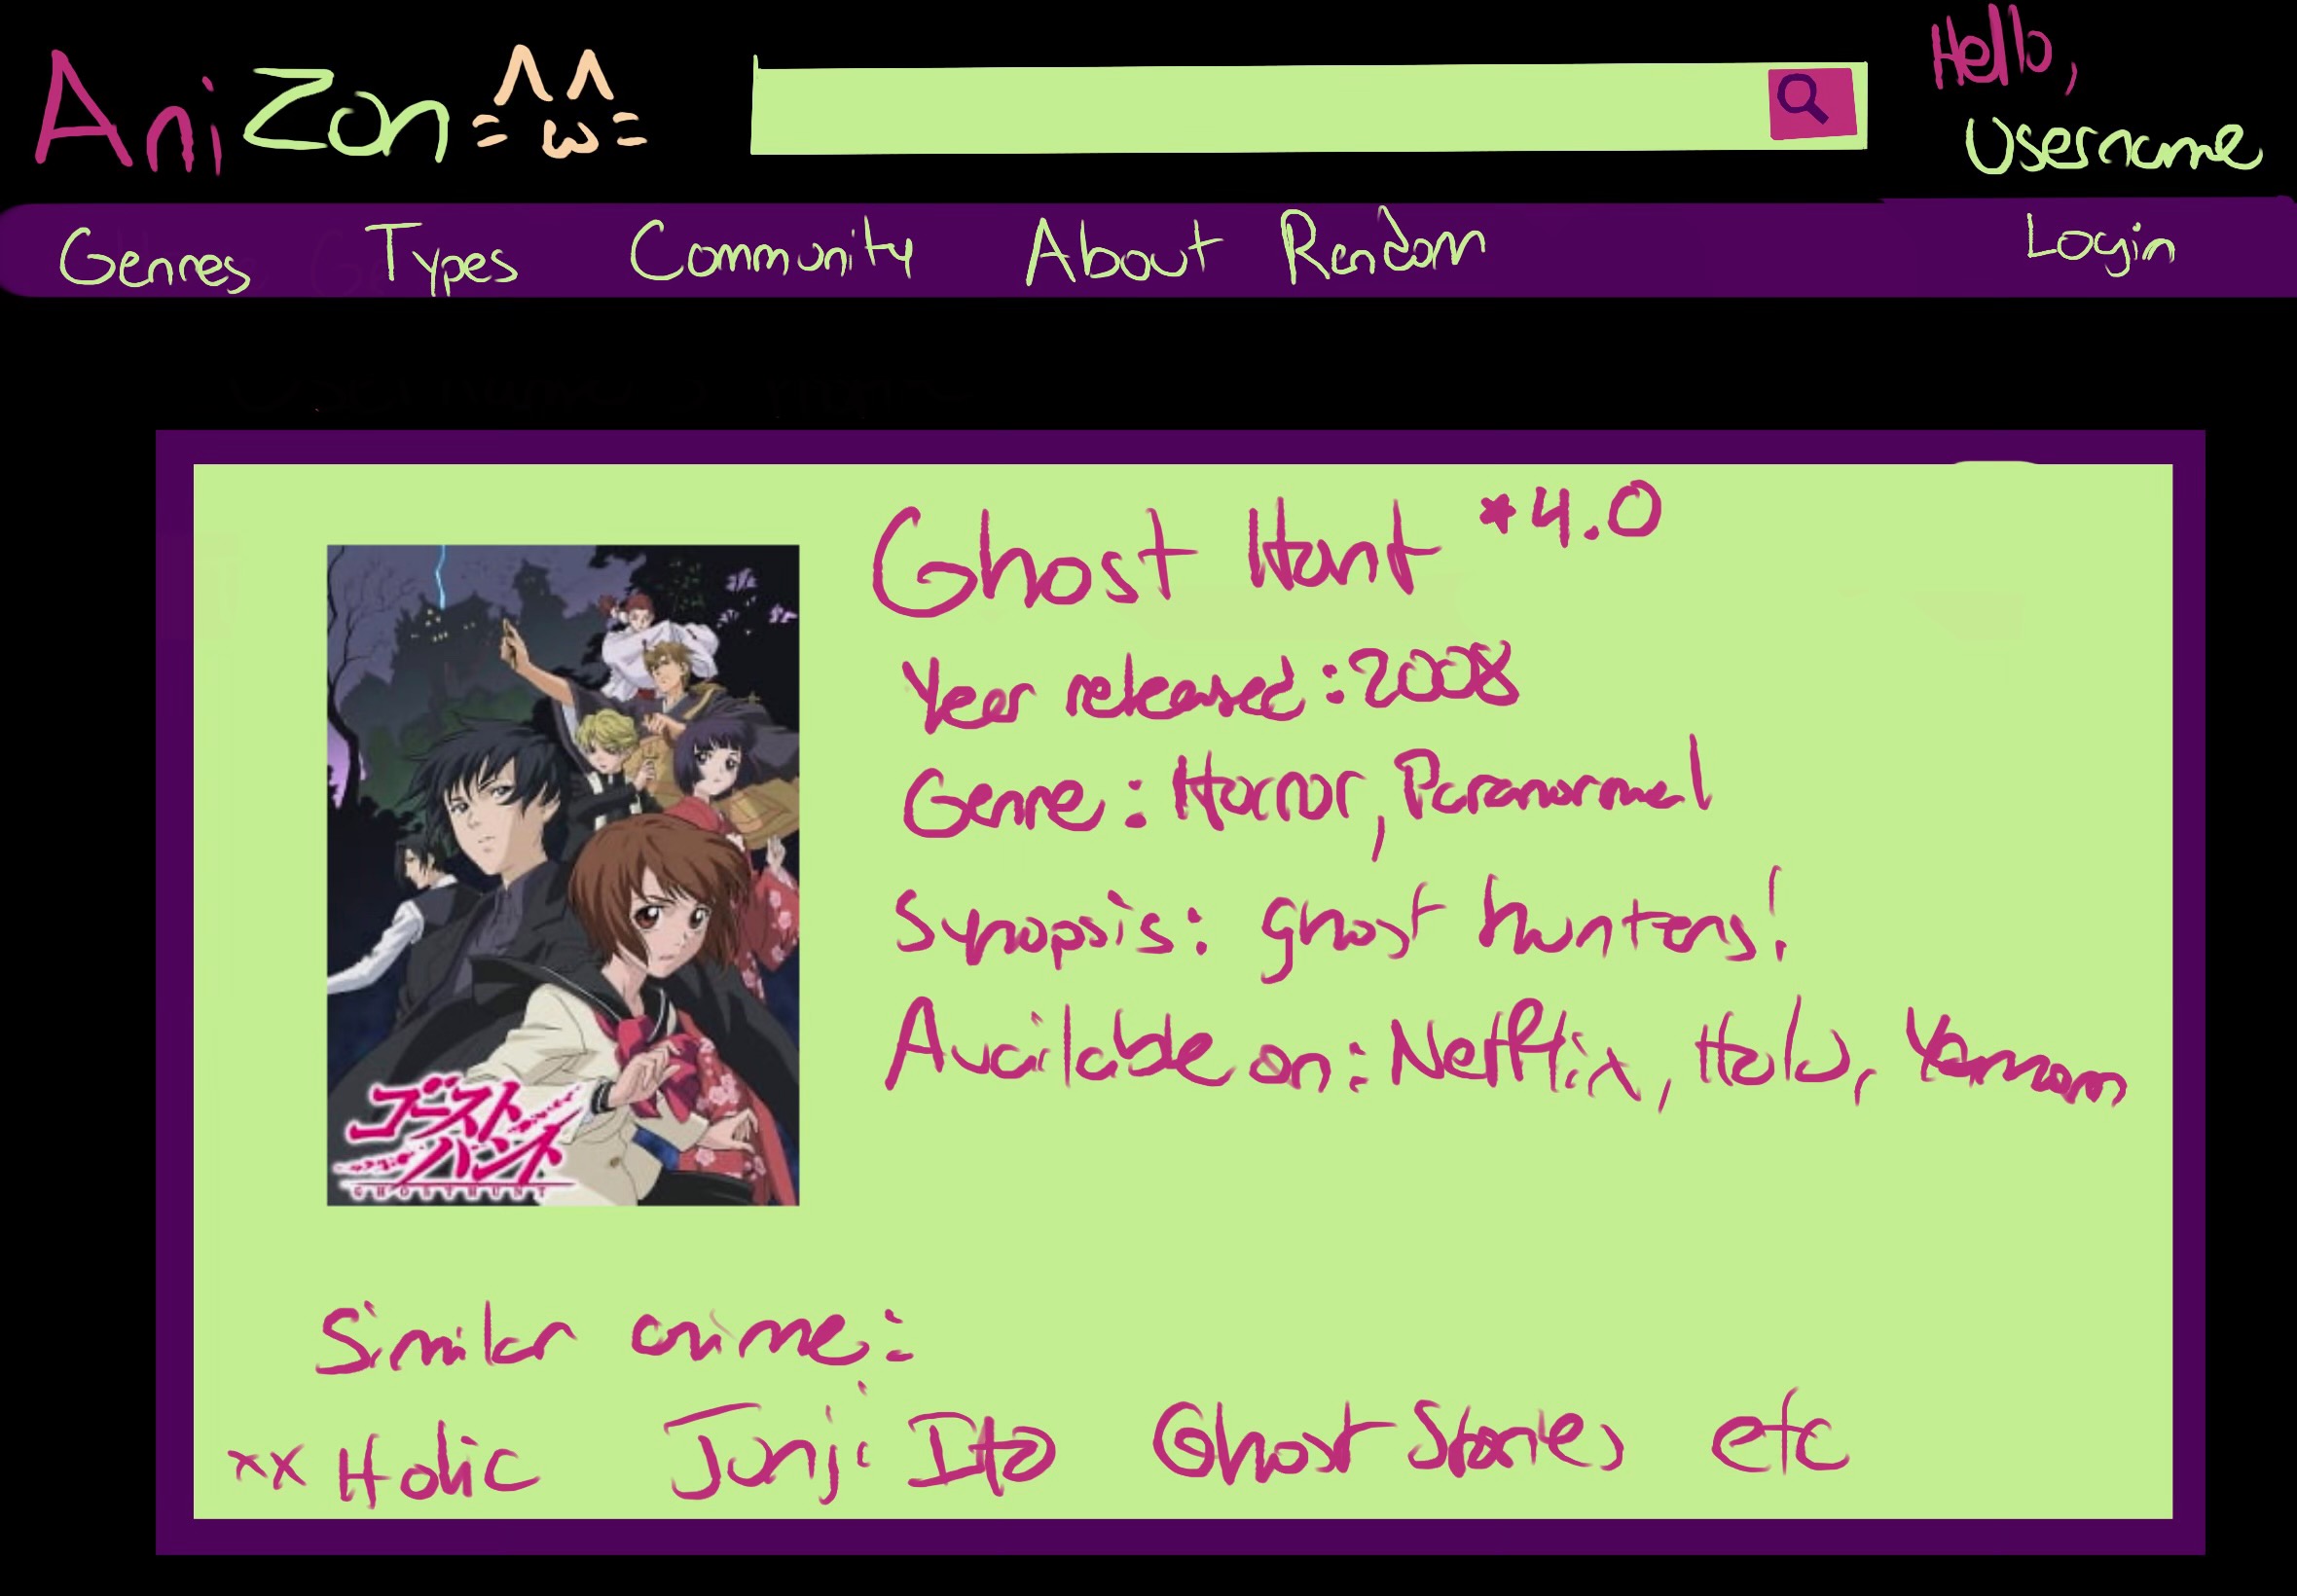 AniZon =ω=
Hello,
Username
Genres Types Community About Random Login
Ghost Hunt *4.0
Year released: 2008
Genre: Horror, Paranormal
Synopsis: ghost hunters!
Available on: Netflix, Hulu,
ゴースト
ハント
GHOST HUNT
Similar anime:
xx Holic Junji Ito Ghost Stories etc